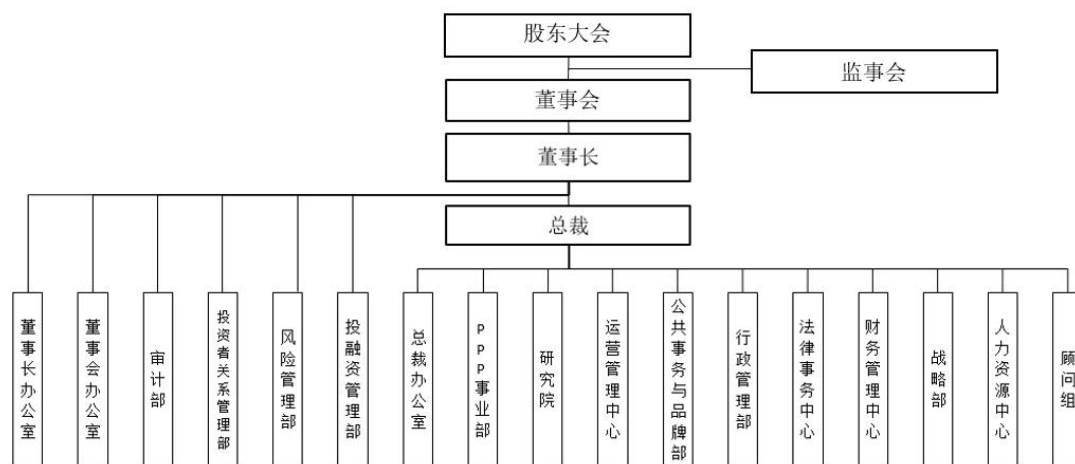 股东大会
监事会
董事会
董事长
总裁
董事长办公室
董事会办公室
审计部
投资者关系管理部
风险管理部
投融资管理部
总裁办公室
PPP事业部
研究院
运营管理中心
公共事务与品牌部
行政管理部
法律事务中心
财务管理中心
战略部
人力资源中心
顾问组